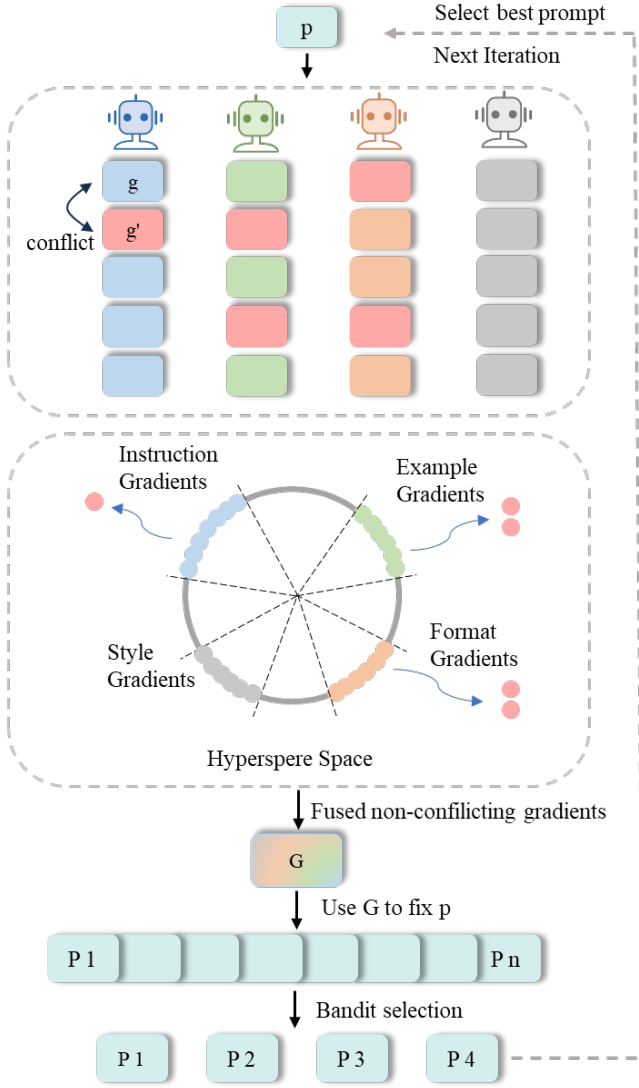 Select best prompt
p
Next Iteration
g
g'
conflict
Instruction
Gradients
Example
Gradients
Style
Gradients
Format
Gradients
Hyperspere Space
Fused non-confilicting gradients
G
Use G to fix p
P 1
P n
Bandit selection
P 1
P 2
P 3
P 4